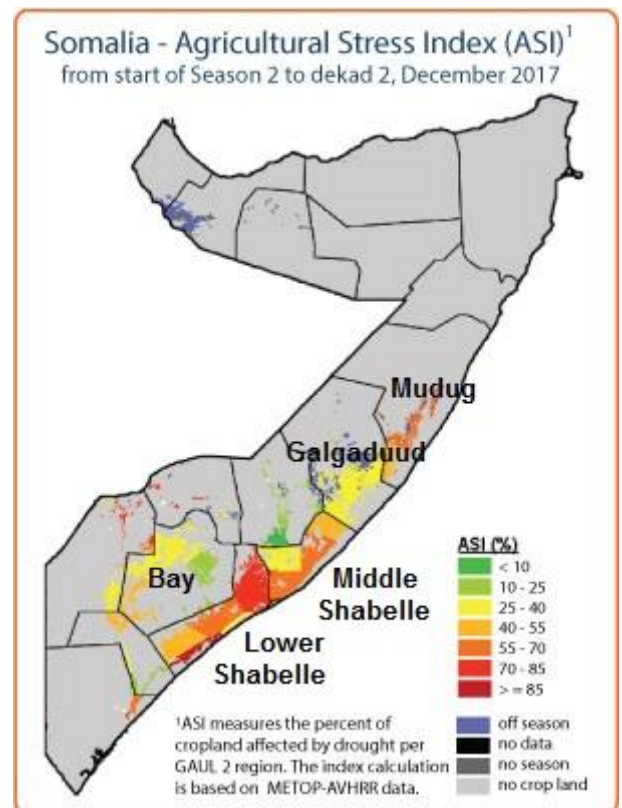 Somalia - Agricultural Stress Index (ASI)¹
from start of Season 2 to dekad 2, December 2017
Mudug
Galgaduud
Bay
Middle
Shabelle
Lower
Shabelle
ASI (%)
< 10
10 - 25
25 - 40
40 - 55
55 - 70
70 - 85
> = 85
off season
no data
no season
no crop land
¹ASI measures the percent of
cropland affected by drought per
GAUL 2 region. The index calculation
is based on METOP-AVHRR data.